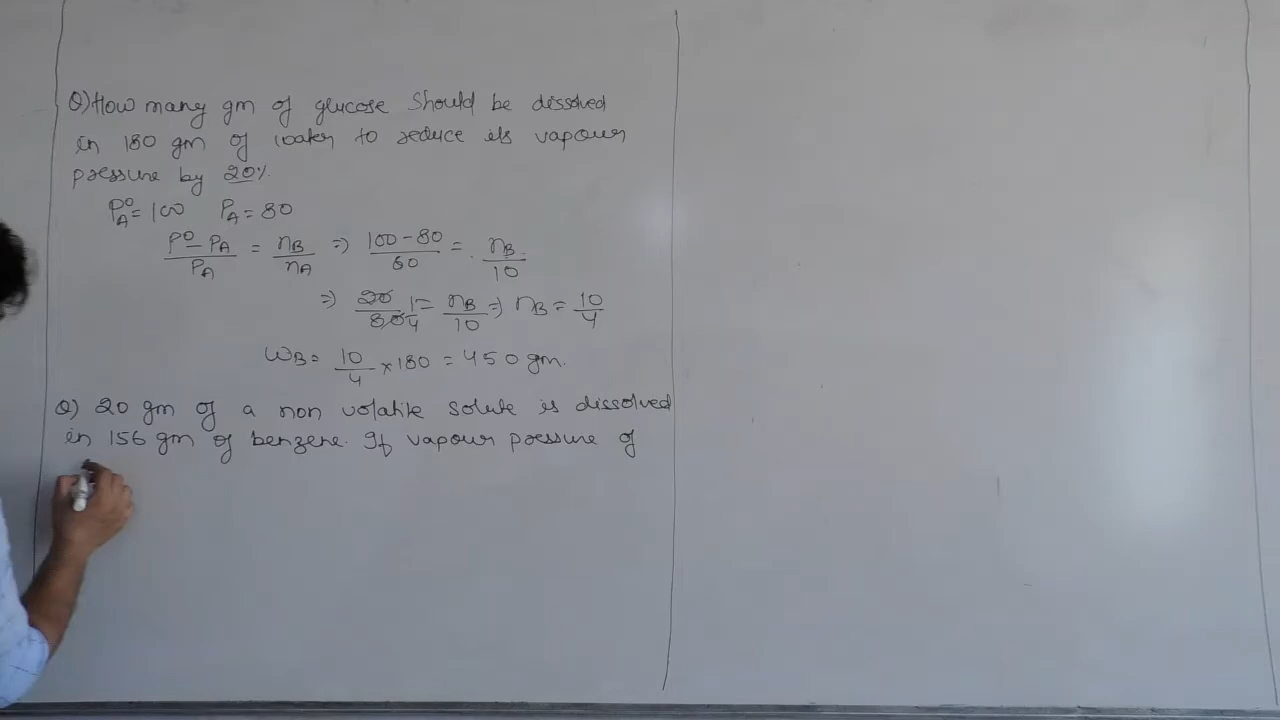 Q) How many gm of glucose should be dissolved
in 180 gm of water to reduce its vapour
pressure by 20%.
P°A = 100 PA = 80
P° - PA / PA = nB / nA ⇒ 100 - 80 / 80 = nB / 10
⇒ 20 / 80 1/4 = nB / 10 ⇒ nB = 10 / 4
WB = 10 / 4 × 180 = 450 gm.
Q) 20 gm of a non volatile solute is dissolved
in 156 gm of benzene. If vapour pressure of